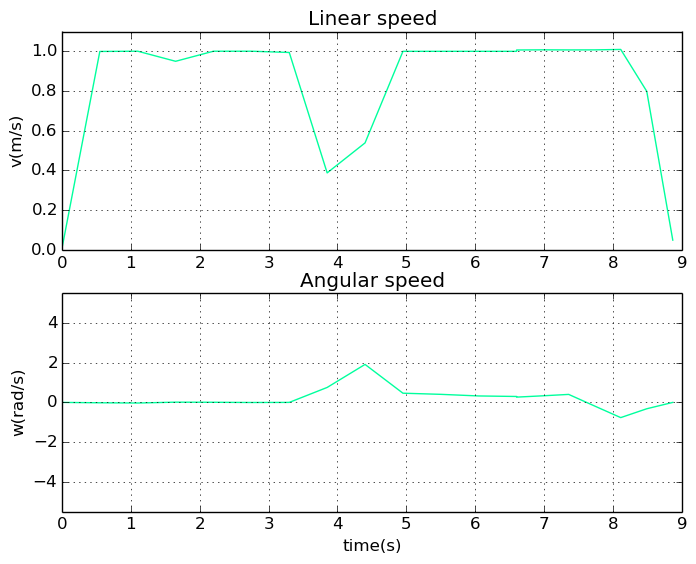 Linear speed
v(m/s)
1.0
0.8
0.6
0.4
0.2
0.0
0 1 2 3 4 5 6 7 8 9
Angular speed
w(rad/s)
4
2
0
−2
−4
0 1 2 3 4 5 6 7 8 9
time(s)